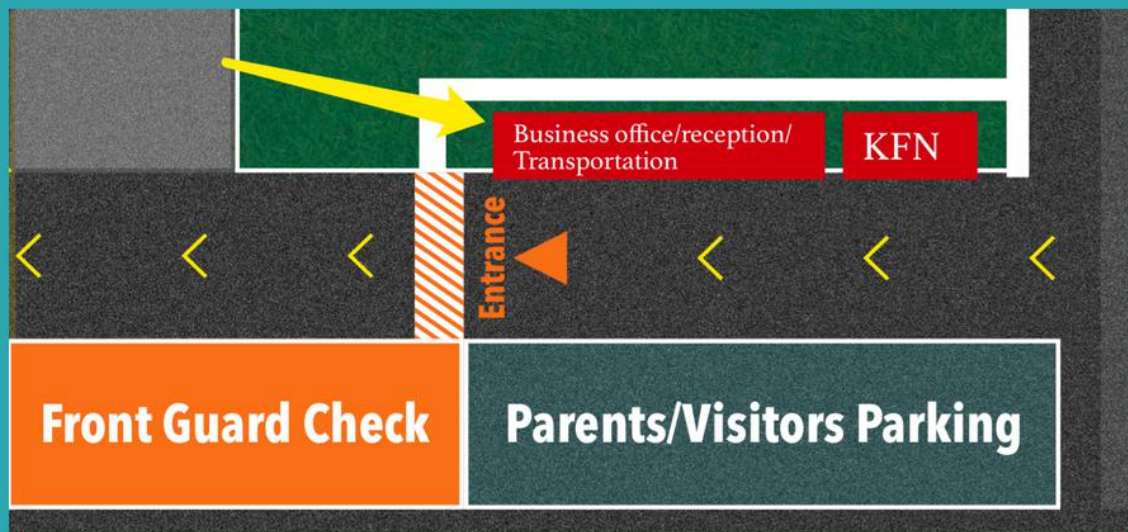 Business office/reception/
Transportation
KFN
Entrance
Front Guard Check
Parents/Visitors Parking